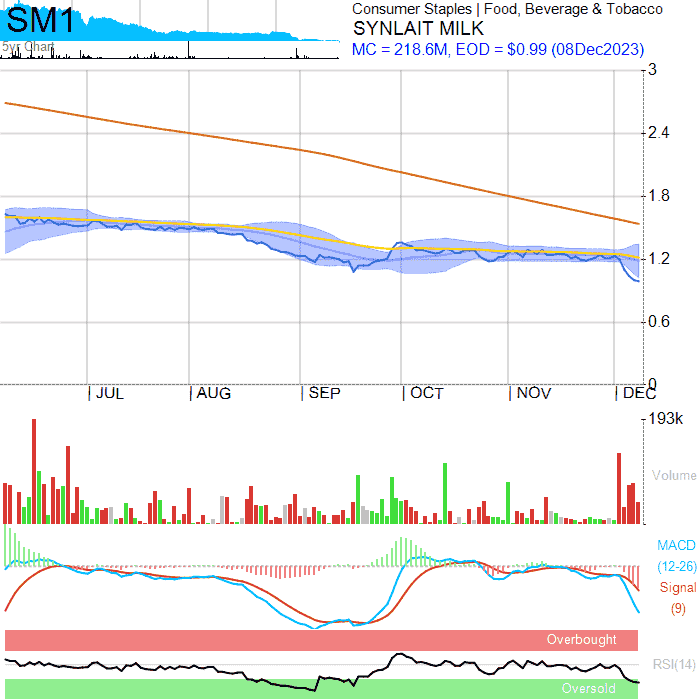 SM1
5yr Chart
Consumer Staples | Food, Beverage & Tobacco
SYNLAIT MILK
MC = 218.6M, EOD = $0.99 (08Dec2023)
3
2.4
1.8
1.2
0.6
0
JUL AUG SEP OCT NOV DEC
193k
Volume
MACD
(12-26)
Signal
(9)
Overbought
RSI(14)
Oversold